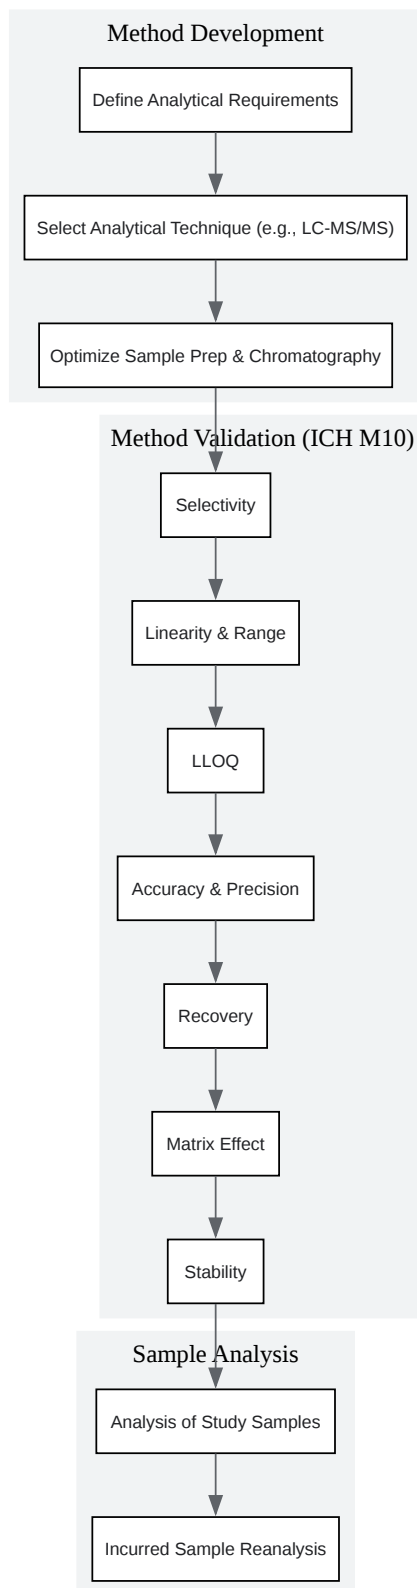 Method Development
Define Analytical Requirements
Select Analytical Technique (e.g., LC-MS/MS)
Optimize Sample Prep & Chromatography
Method Validation (ICH M10)
Selectivity
Linearity & Range
LLOQ
Accuracy & Precision
Recovery
Matrix Effect
Stability
Sample Analysis
Analysis of Study Samples
Incurred Sample Reanalysis